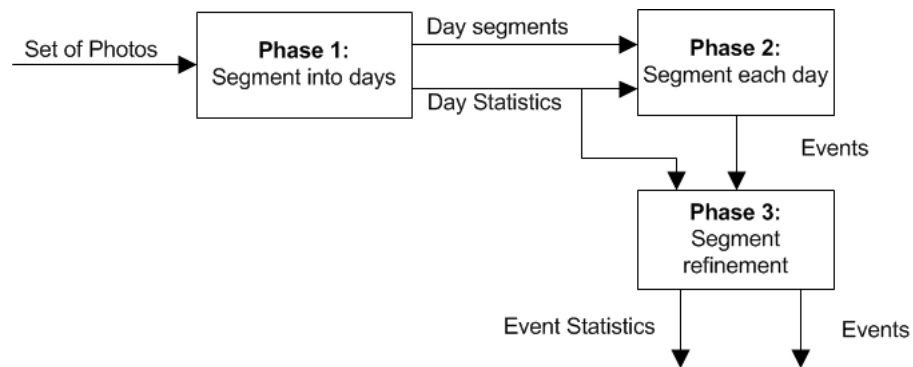 Set of Photos
Phase 1:
Segment into days
Day segments
Day Statistics
Phase 2:
Segment each day
Events
Phase 3:
Segment
refinement
Event Statistics
Events